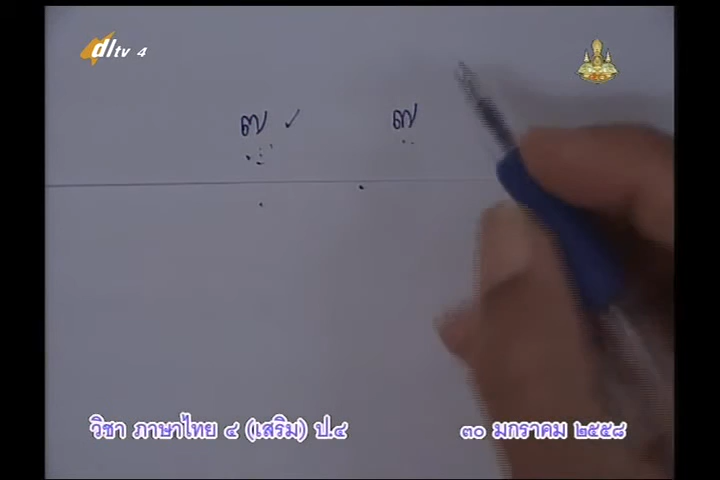 dltv 4
๗ ✓ ๗
วิชา ภาษาไทย ๔ (เสริม) ป.๔
๓๐ มกราคม ๒๕๕๘